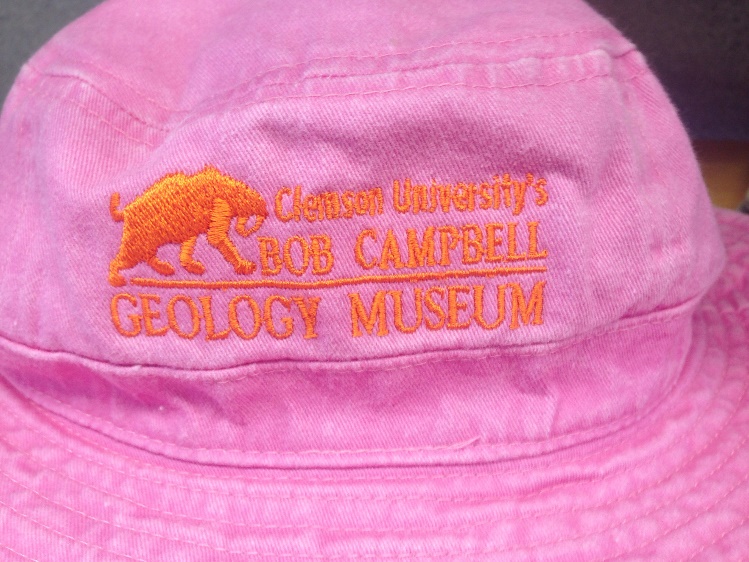 Clemson University's
BOB CAMPBELL
GEOLOGY MUSEUM